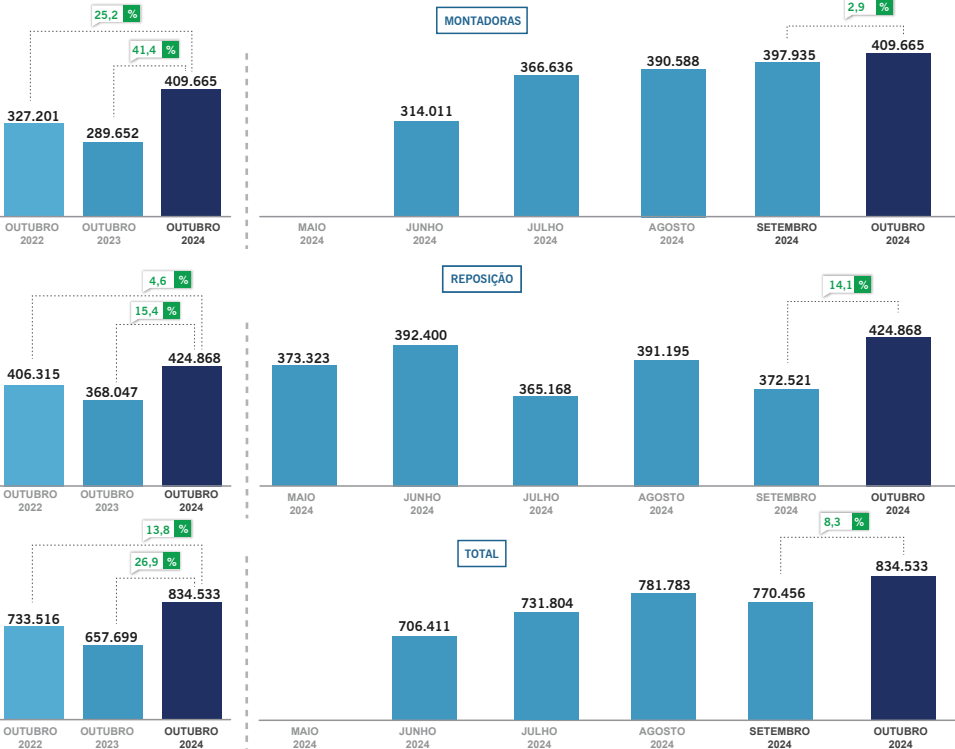 MONTADORAS
25,2 %
41,4 %
327.201
289.652
409.665
OUTUBRO
2022
OUTUBRO
2023
OUTUBRO
2024
2,9 %
314.011
366.636
390.588
397.935
409.665
MAIO
2024
JUNHO
2024
JULHO
2024
AGOSTO
2024
SETEMBRO
2024
OUTUBRO
2024
REPOSIÇÃO
4,6 %
15,4 %
406.315
368.047
424.868
OUTUBRO
2022
OUTUBRO
2023
OUTUBRO
2024
14,1 %
373.323
392.400
365.168
391.195
372.521
424.868
MAIO
2024
JUNHO
2024
JULHO
2024
AGOSTO
2024
SETEMBRO
2024
OUTUBRO
2024
TOTAL
13,8 %
26,9 %
733.516
657.699
834.533
OUTUBRO
2022
OUTUBRO
2023
OUTUBRO
2024
8,3 %
706.411
731.804
781.783
770.456
834.533
MAIO
2024
JUNHO
2024
JULHO
2024
AGOSTO
2024
SETEMBRO
2024
OUTUBRO
2024